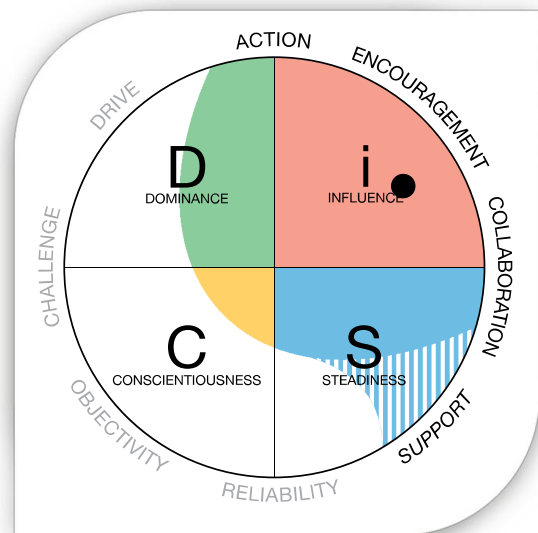 ACTION
ENCOURAGEMENT
DRIVE
D
DOMINANCE
i
INFLUENCE
COLLABORATION
CHALLENGE
C
CONSCIENTIOUSNESS
S
STEADINESS
OBJECTIVITY
SUPPORT
RELIABILITY